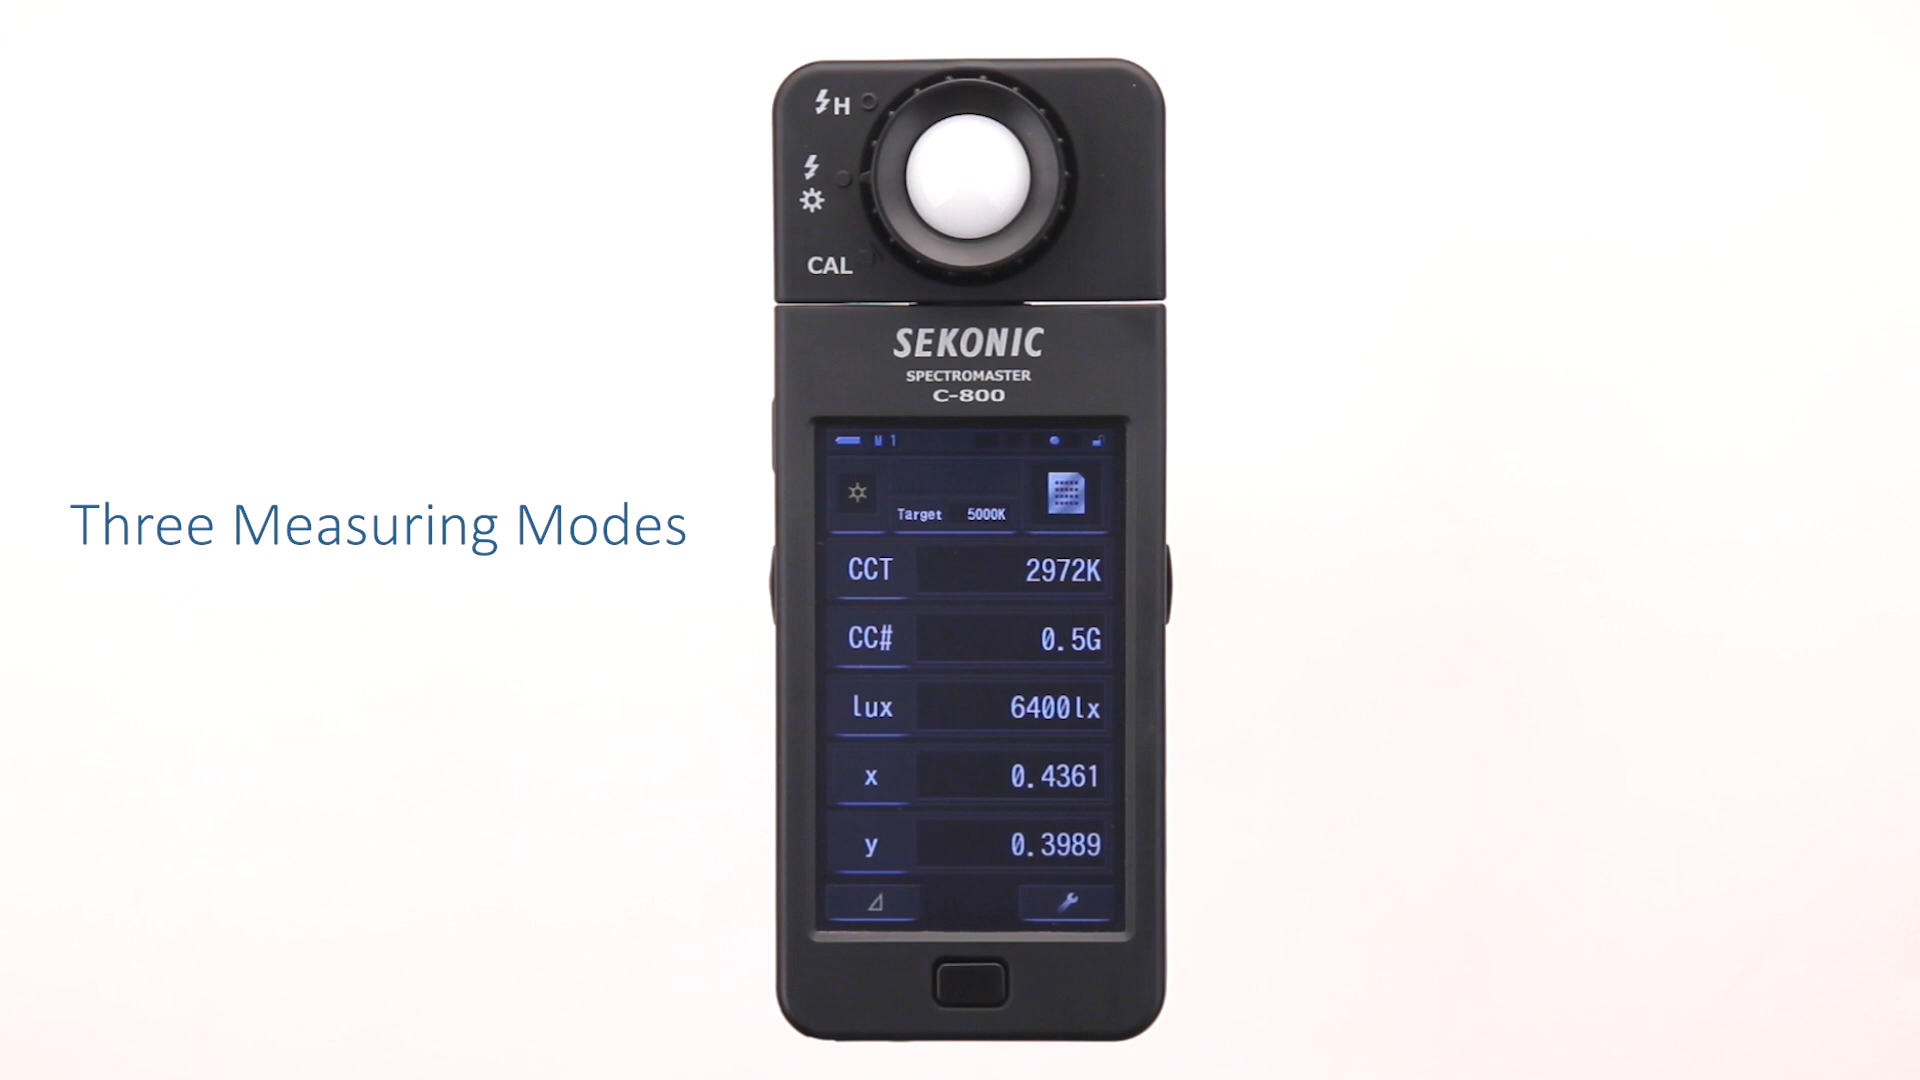 H
CAL
SEKONIC
SPECTROMASTER
C-800
M 1
Target 5000K
Three Measuring Modes
CCT 2972K
CC# 0.5G
lux 6400lx
x 0.4361
y 0.3989